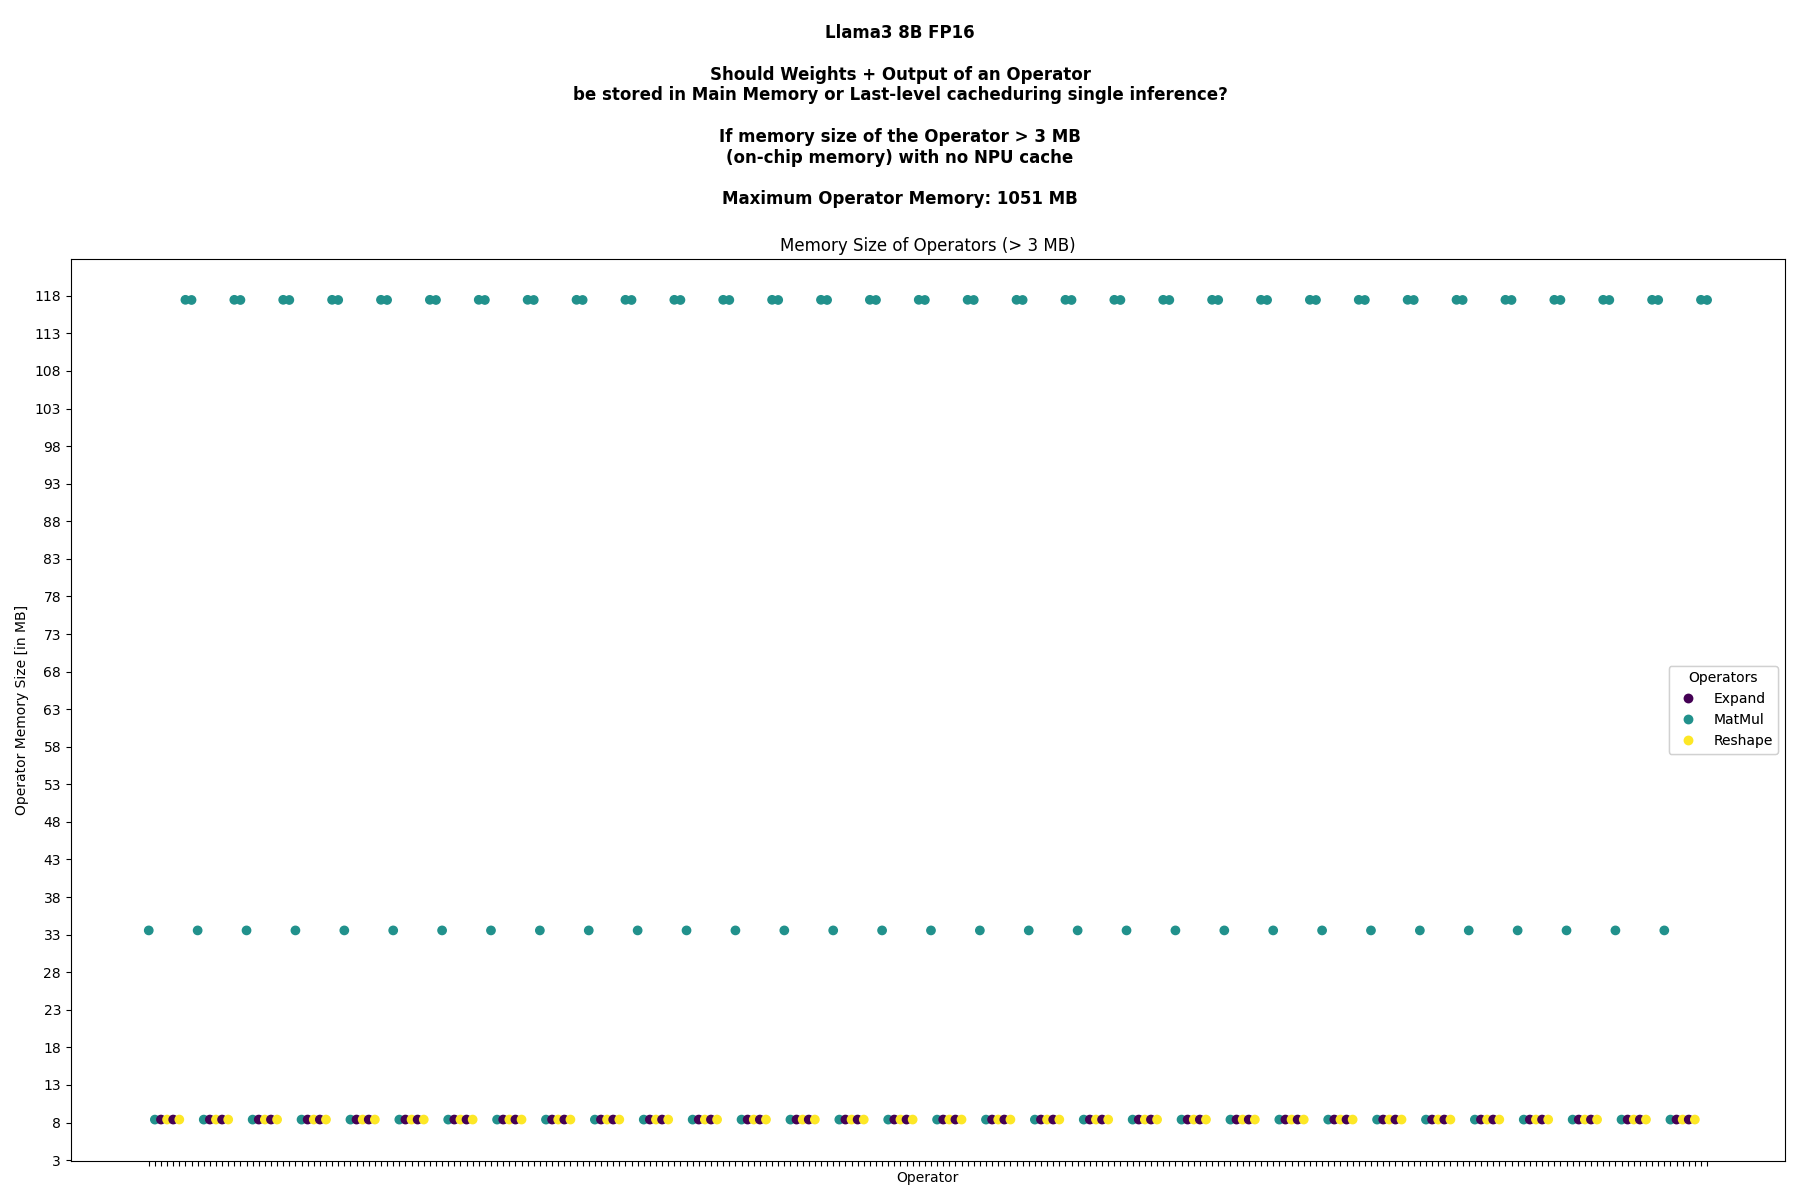 Llama3 8B FP16
Should Weights + Output of an Operator
be stored in Main Memory or Last-level cacheduring single inference?
If memory size of the Operator > 3 MB
(on-chip memory) with no NPU cache
Maximum Operator Memory: 1051 MB
Memory Size of Operators (> 3 MB)
Operator Memory Size [in MB]
118
113
108
103
98
93
88
83
78
73
68
63
58
53
48
43
38
33
28
23
18
13
8
3
Operators
Expand
MatMul
Reshape
Operator